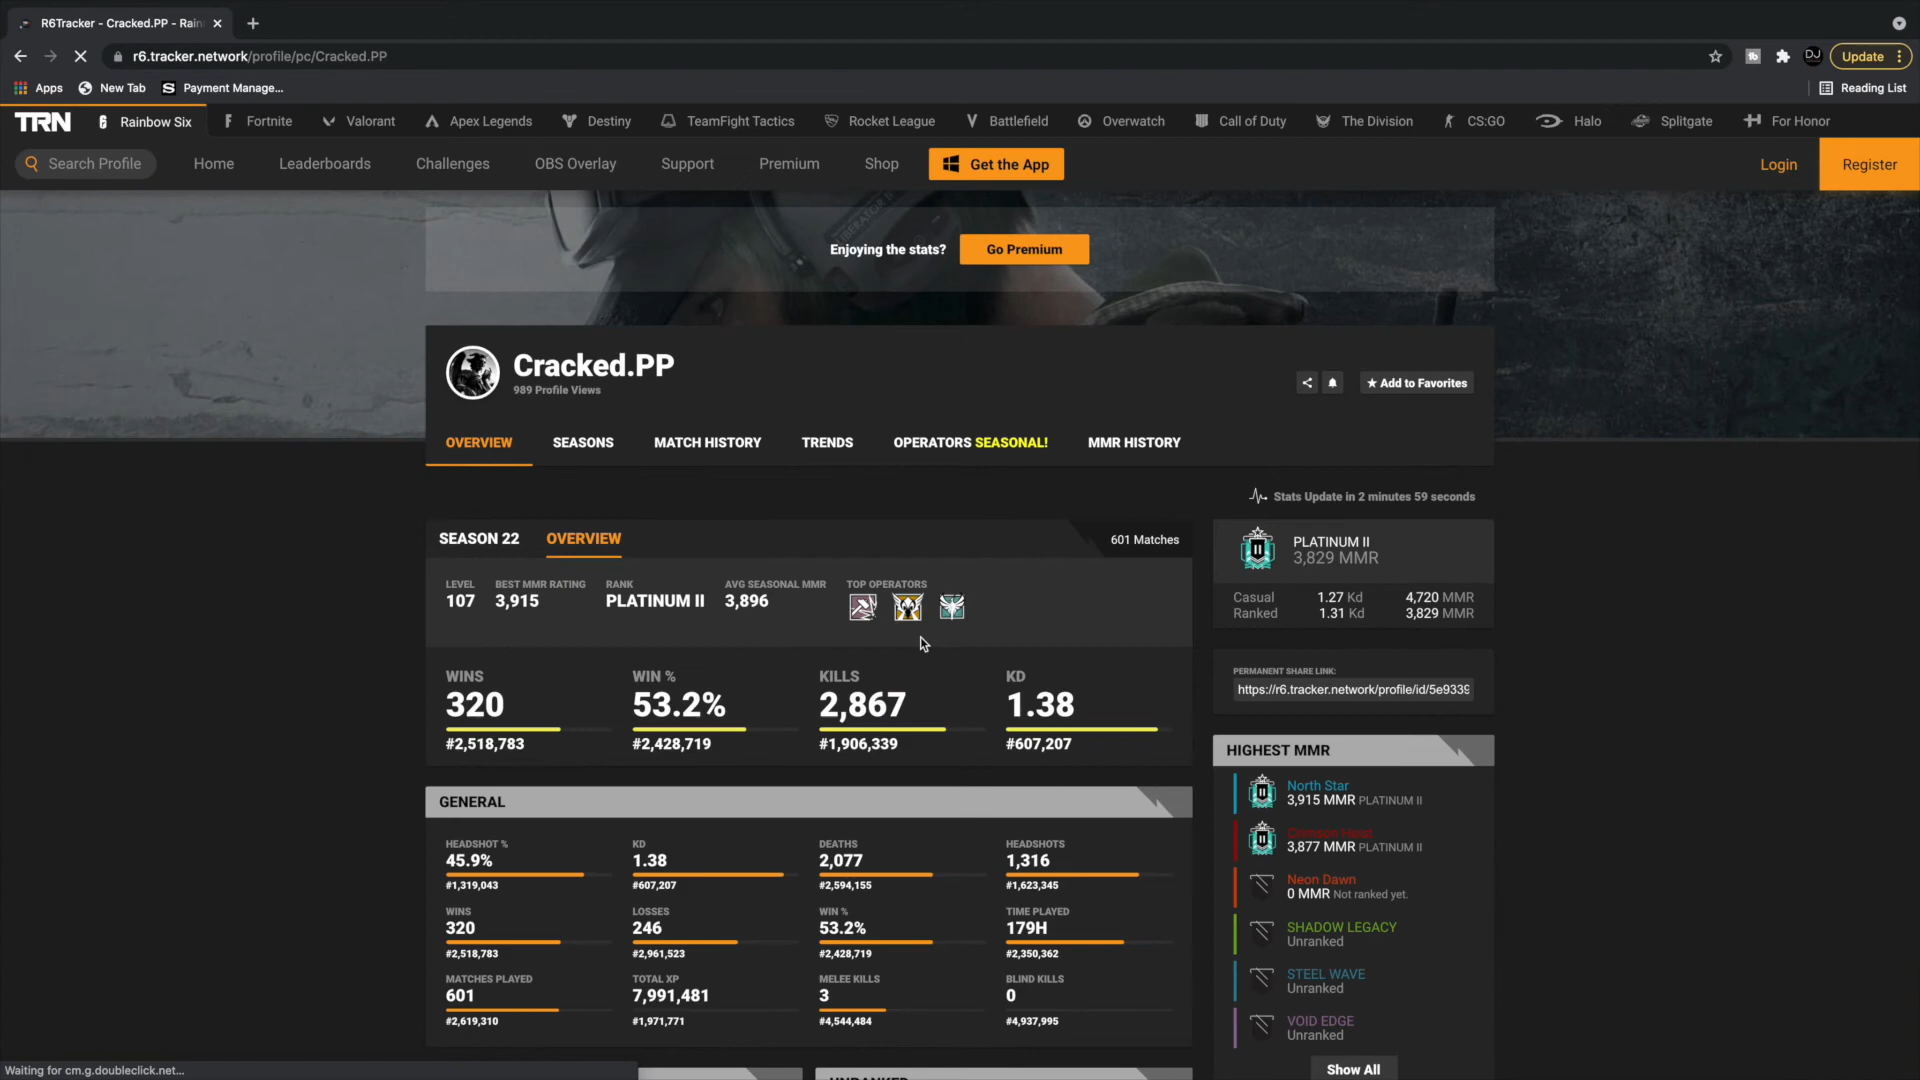 R6Tracker - Cracked.PP - Rain
r6.tracker.network/profile/pc/Cracked.PP
DJ
Update
Apps
New Tab
Payment Manage...
Reading List
TRN
Rainbow Six
Fortnite
Valorant
Apex Legends
Destiny
TeamFight Tactics
Rocket League
Battlefield
Overwatch
Call of Duty
The Division
CS:GO
Halo
Splitgate
For Honor
Search Profile
Home
Leaderboards
Challenges
OBS Overlay
Support
Premium
Shop
Get the App
Login
Register
Enjoying the stats?
Go Premium
Cracked.PP
989 Profile Views
Add to Favorites
OVERVIEW
SEASONS
MATCH HISTORY
TRENDS
OPERATORS SEASONAL!
MMR HISTORY
Stats Update in 2 minutes 59 seconds
SEASON 22
OVERVIEW
601 Matches
LEVEL
107
BEST MMR RATING
3,915
RANK
PLATINUM II
AVG SEASONAL MMR
3,896
TOP OPERATORS
WINS
320
#2,518,783
WIN %
53.2%
#2,428,719
KILLS
2,867
#1,906,339
KD
1.38
#607,207
GENERAL
HEADSHOT %
45.9%
#1,319,043
KD
1.38
#607,207
DEATHS
2,077
#2,594,155
HEADSHOTS
1,316
#1,623,345
WINS
320
#2,518,783
LOSSES
246
#2,961,523
WIN %
53.2%
#2,428,719
TIME PLAYED
179H
#2,350,362
MATCHES PLAYED
601
#2,619,310
TOTAL XP
7,991,481
#1,971,771
MELEE KILLS
3
#4,544,484
BLIND KILLS
0
#4,937,995
PLATINUM II
3,829 MMR
Casual 1.27 Kd 4,720 MMR
Ranked 1.31 Kd 3,829 MMR
PERMANENT SHARE LINK:
https://r6.tracker.network/profile/id/5e9339
HIGHEST MMR
North Star
3,915 MMR PLATINUM II
Crimson Heist
3,877 MMR PLATINUM II
Neon Dawn
0 MMR Not ranked yet.
SHADOW LEGACY
Unranked
STEEL WAVE
Unranked
VOID EDGE
Unranked
Show All
UNRANKED
Waiting for cm.g.doubleclick.net...